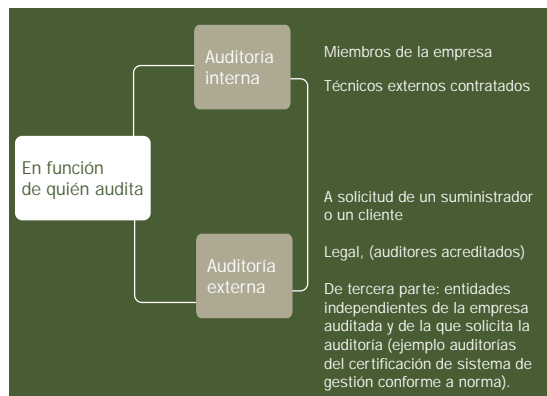 En función
de quién audita
Auditoría
interna
Miembros de la empresa
Técnicos externos contratados
Auditoría
externa
A solicitud de un suministrador
o un cliente
Legal, (auditores acreditados)
De tercera parte: entidades
independientes de la empresa
auditada y de la que solicita la
auditoría (ejemplo auditorías
del certificación de sistema de
gestión conforme a norma).